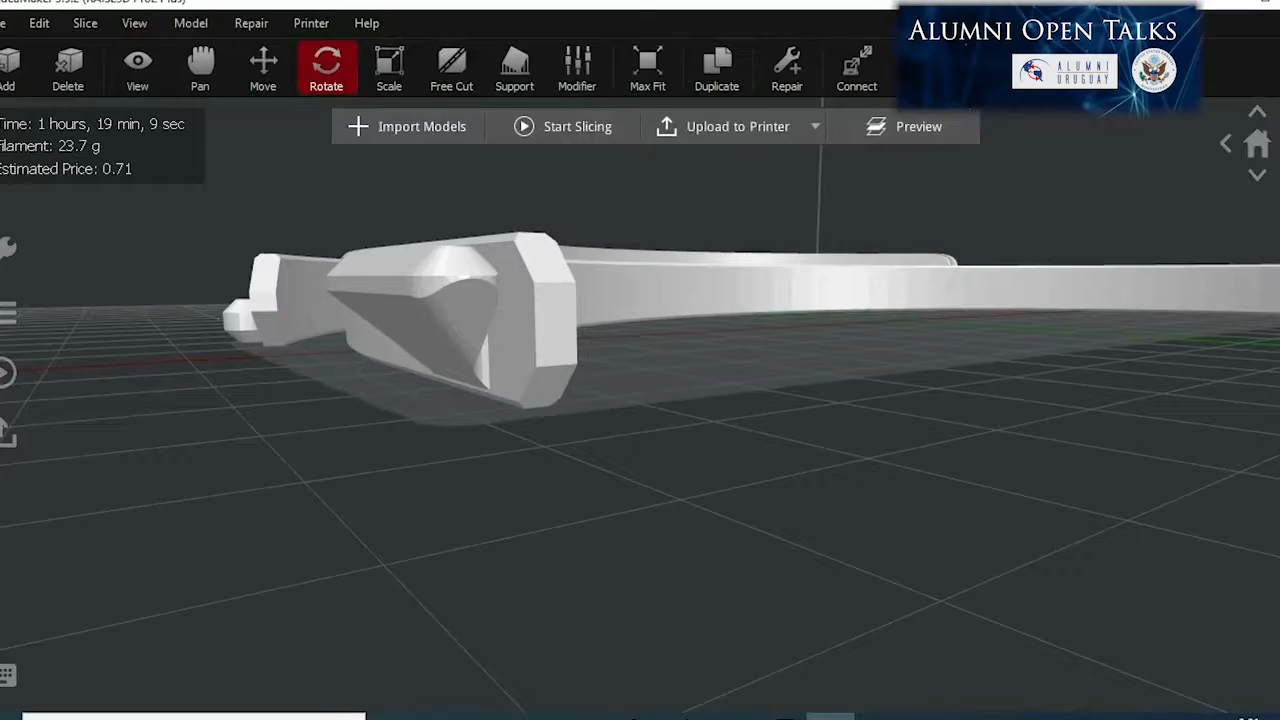 Edit Slice View Model Repair Printer Help
ALUMNI OPEN TALKS
ALUMNI
URUGUAY
Delete View Pan Move Rotate Scale Free Cut Support Modifier Max Fit Duplicate Repair Connect
Import Models Start Slicing Upload to Printer Preview
Time: 1 hours, 19 min, 9 sec
Filament: 23.7 g
Estimated Price: 0.71